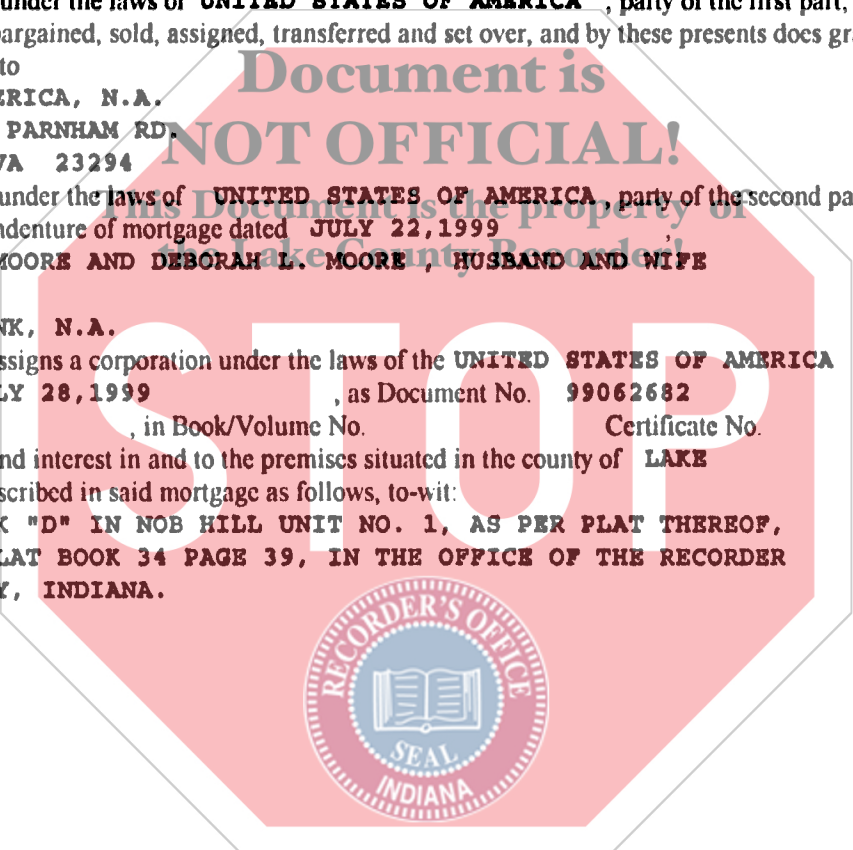 under the laws of UNITED STATES OF AMERICA , party of the first part,
bargained, sold, assigned, transferred and set over, and by these presents does gr
to
Document is
ERICA, N.A.
PARNHAM RD.
NOT OFFICIAL!
VA 23294
under the laws of UNITED STATES OF AMERICA, party of the second pa
This Document is the property of
ndenture of mortgage dated JULY 22,1999 ,
the Lake County Recorder!
MOORE AND DEBORAH L. MOORE , HUSBAND AND WIFE
NK, N.A.
STOP
ssigns a corporation under the laws of the UNITED STATES OF AMERICA
LY 28,1999 , as Document No. 99062682
, in Book/Volume No. Certificate No.
nd interest in and to the premises situated in the county of LAKE
scribed in said mortgage as follows, to-wit:
K "D" IN NOB HILL UNIT NO. 1, AS PER PLAT THEREOF,
LAT BOOK 34 PAGE 39, IN THE OFFICE OF THE RECORDER
Y, INDIANA.
RECORDER'S OFFICE
SEAL
INDIANA